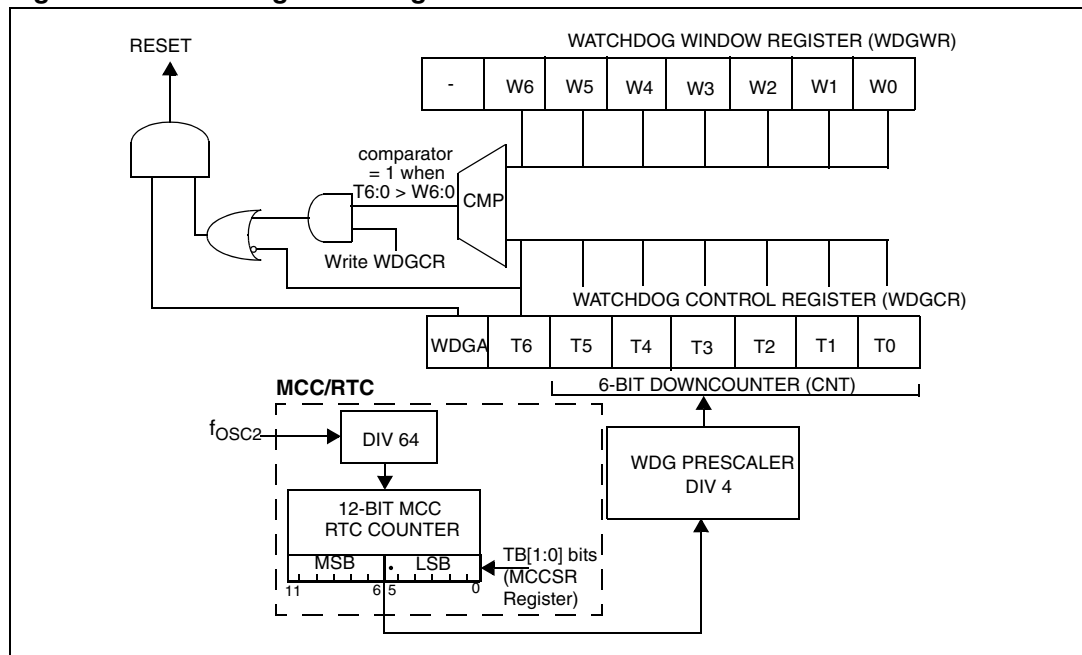 RESET
WATCHDOG WINDOW REGISTER (WDGWR)
- W6 W5 W4 W3 W2 W1 W0
comparator
= 1 when
T6:0 > W6:0
CMP
Write WDGCR
WATCHDOG CONTROL REGISTER (WDGCR)
WDGA T6 T5 T4 T3 T2 T1 T0
6-BIT DOWNCOUNTER (CNT)
MCC/RTC
fOSC2
DIV 64
WDG PRESCALER
DIV 4
12-BIT MCC
RTC COUNTER
MSB LSB
11 6 5 0
TB[1:0] bits
(MCCSR
Register)